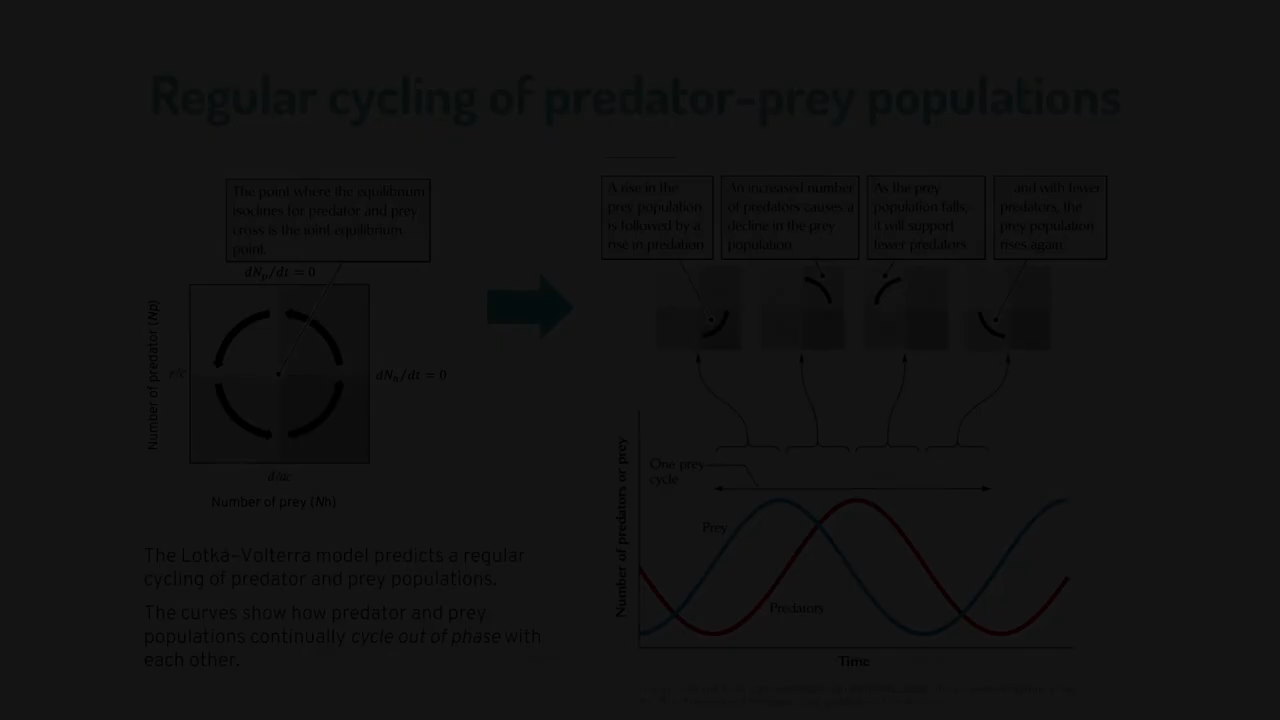 Regular cycling of predator-prey populations
The point where the equilibrium
isoclines for predator and prey
cross is the joint equilibrium
point.
dNp/dt = 0
Number of predator (Np)
r/c
dNh/dt = 0
d/dc
Number of prey (Nh)
The Lotka–Volterra model predicts a regular
cycling of predator and prey populations.
The curves show how predator and prey
populations continually cycle out of phase with
each other.
A rise in the
prey population
is followed by a
rise in predation
An increased number
of predators causes a
decline in the prey
population
As the prey
population falls,
it will support
fewer predators
and with fewer
predators, the
prey population
rises again
Number of predators or prey
One prey
cycle
Prey
Predators
Time